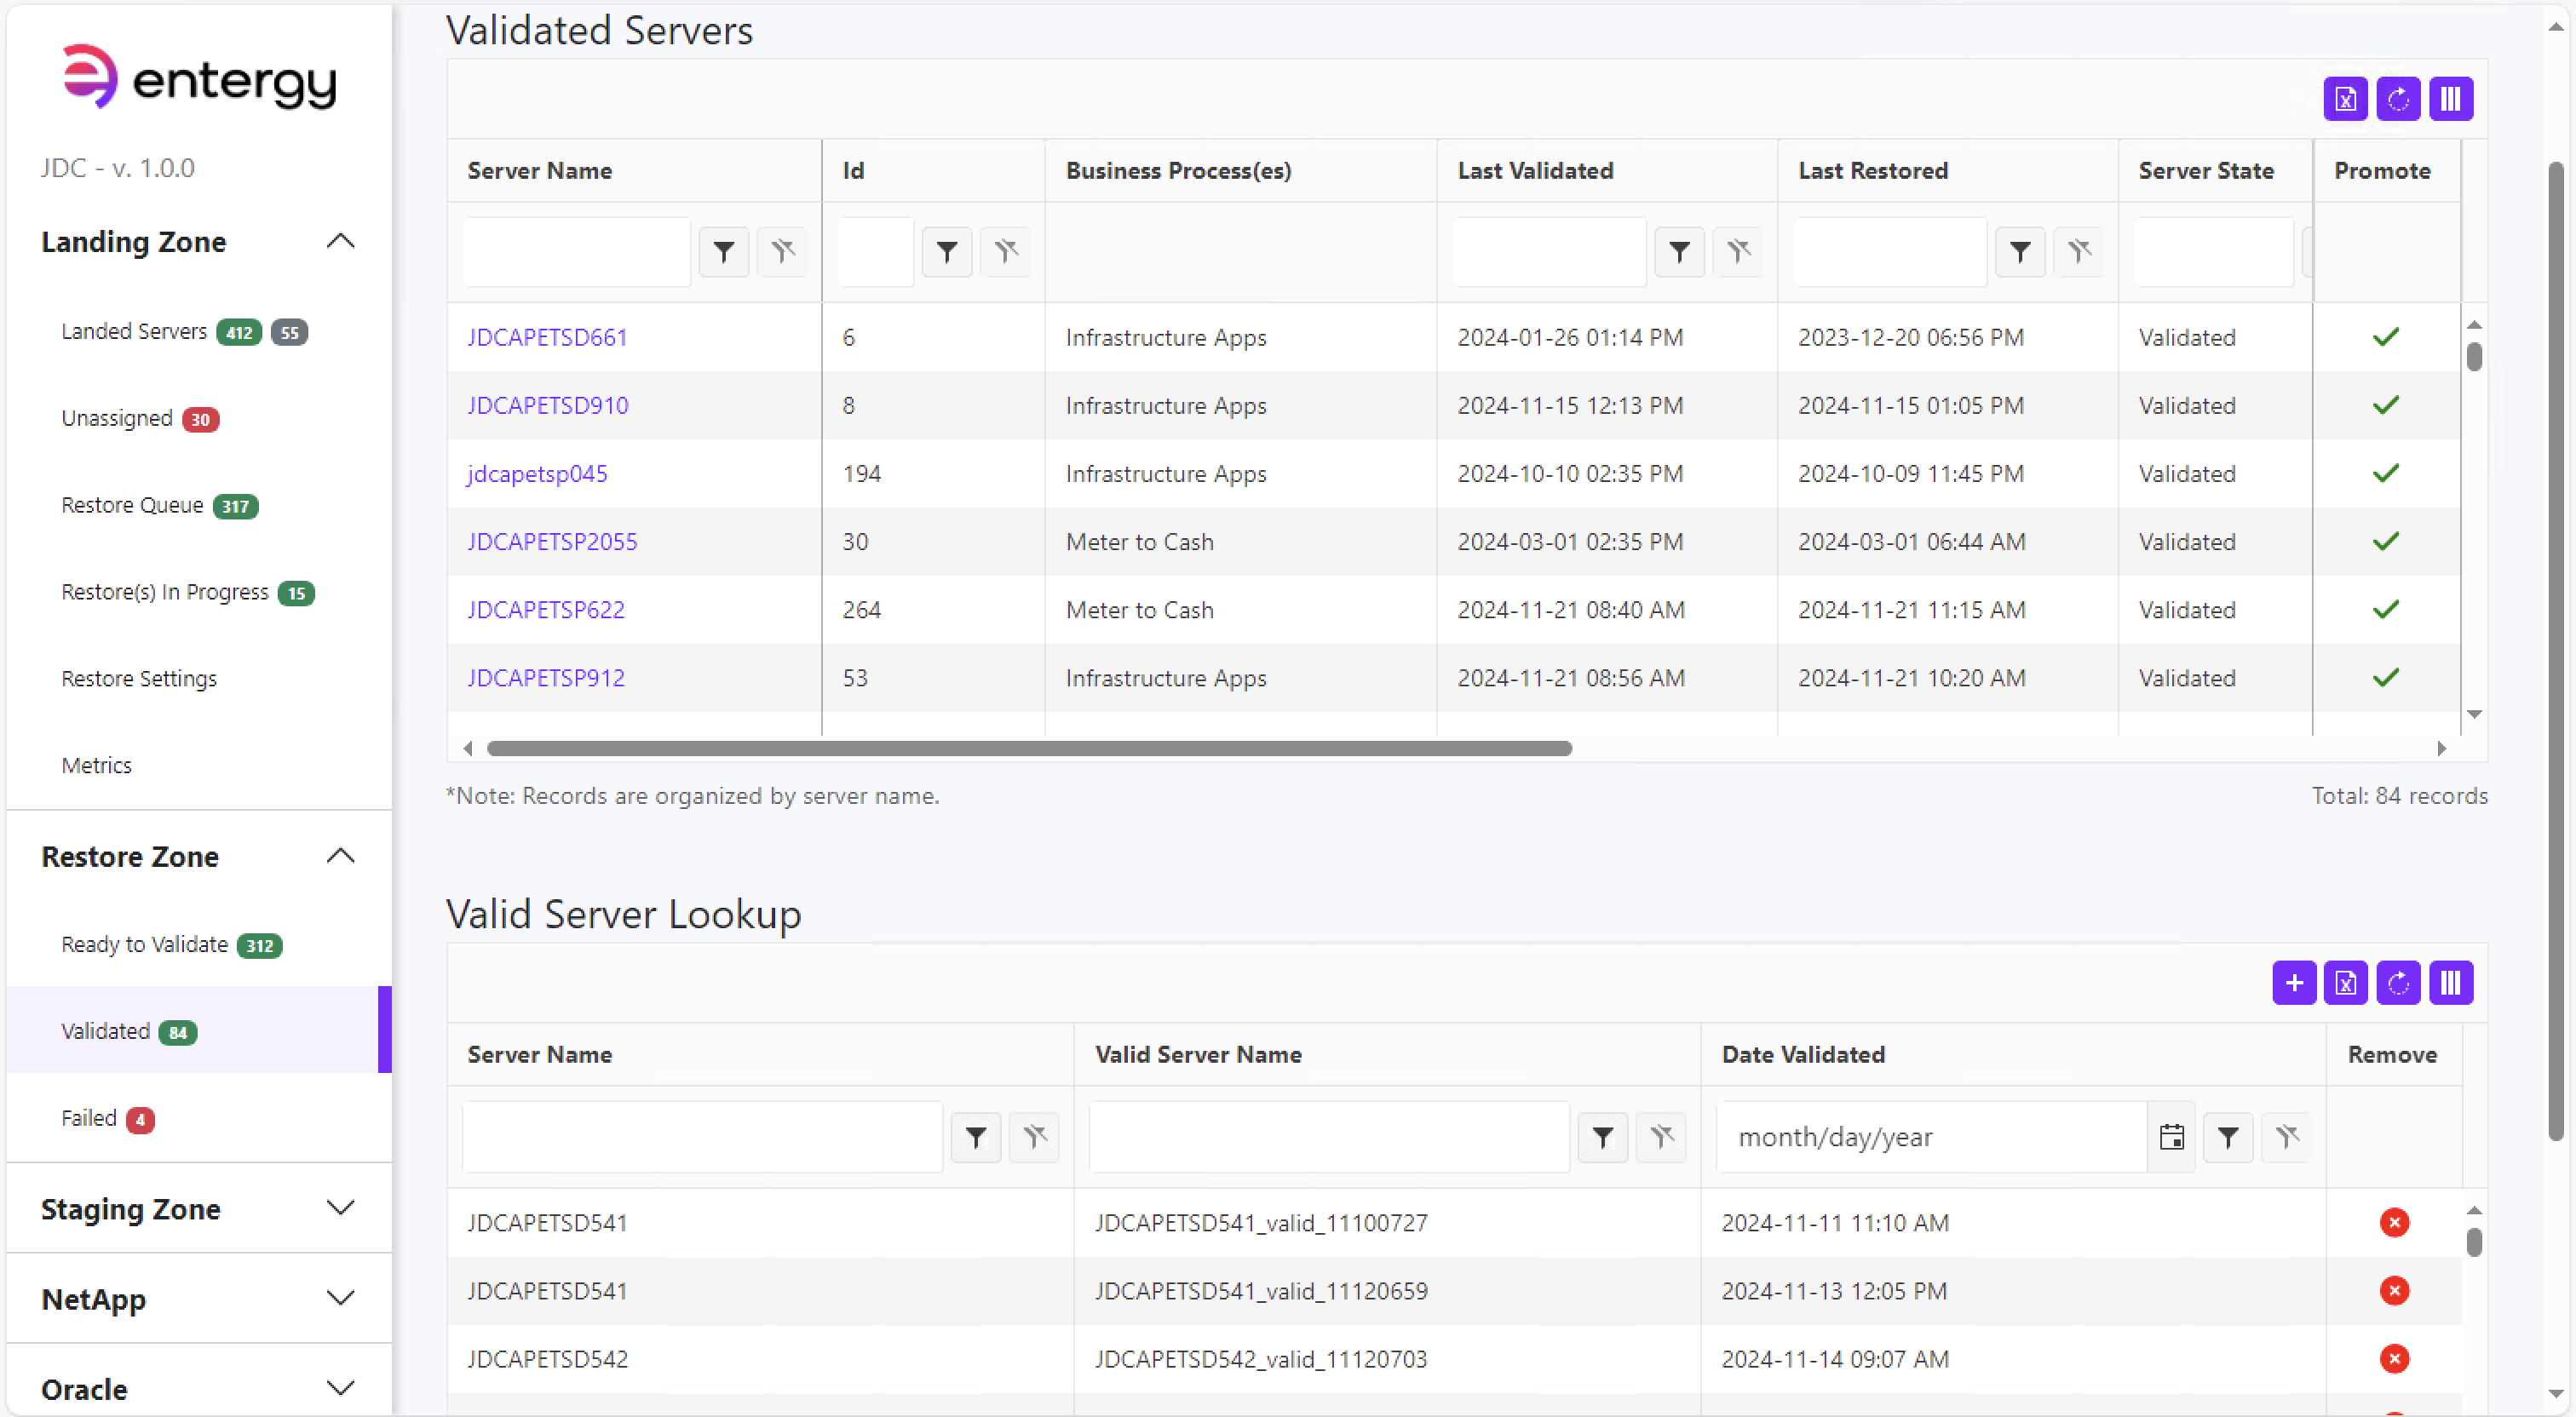 entergy
JDC - v. 1.0.0
Landing Zone
Landed Servers 412 55
Unassigned 30
Restore Queue 317
Restore(s) In Progress 15
Restore Settings
Metrics
Restore Zone
Ready to Validate 312
Validated 84
Failed 4
Staging Zone
NetApp
Oracle
Validated Servers
Server Name Id Business Process(es) Last Validated Last Restored Server State Promote
JDCAPETSD661 6 Infrastructure Apps 2024-01-26 01:14 PM 2023-12-20 06:56 PM Validated
JDCAPETSD910 8 Infrastructure Apps 2024-11-15 12:13 PM 2024-11-15 01:05 PM Validated
jdcapetsp045 194 Infrastructure Apps 2024-10-10 02:35 PM 2024-10-09 11:45 PM Validated
JDCAPETSP2055 30 Meter to Cash 2024-03-01 02:35 PM 2024-03-01 06:44 AM Validated
JDCAPETSP622 264 Meter to Cash 2024-11-21 08:40 AM 2024-11-21 11:15 AM Validated
JDCAPETSP912 53 Infrastructure Apps 2024-11-21 08:56 AM 2024-11-21 10:20 AM Validated
*Note: Records are organized by server name. Total: 84 records
Valid Server Lookup
Server Name Valid Server Name Date Validated Remove
month/day/year
JDCAPETSD541 JDCAPETSD541_valid_11100727 2024-11-11 11:10 AM
JDCAPETSD541 JDCAPETSD541_valid_11120659 2024-11-13 12:05 PM
JDCAPETSD542 JDCAPETSD542_valid_11120703 2024-11-14 09:07 AM